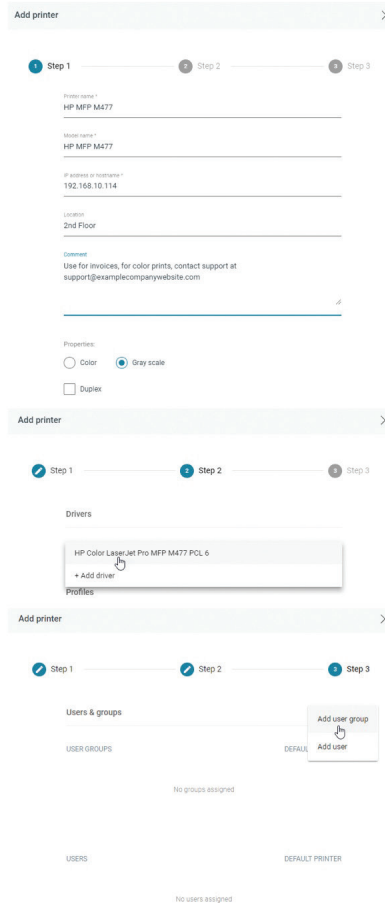 Add printer
1 Step 1 2 Step 2 3 Step 3
Printer name *
HP MFP M477
Model name *
HP MFP M477
IP address or hostname *
192.168.10.114
Location
2nd Floor
Comment
Use for invoices, for color prints, contact support at
support@examplecompanywebsite.com
Properties:
Color Gray scale
Duplex
Add printer
Step 1 2 Step 2 3 Step 3
Drivers
HP Color LaserJet Pro MFP M477 PCL 6
+ Add driver
Profiles
Add printer
Step 1 Step 2 3 Step 3
Users & groups
Add user group
Add user
USER GROUPS DEFAUL
No groups assigned
USERS DEFAULT PRINTER
No users assigned